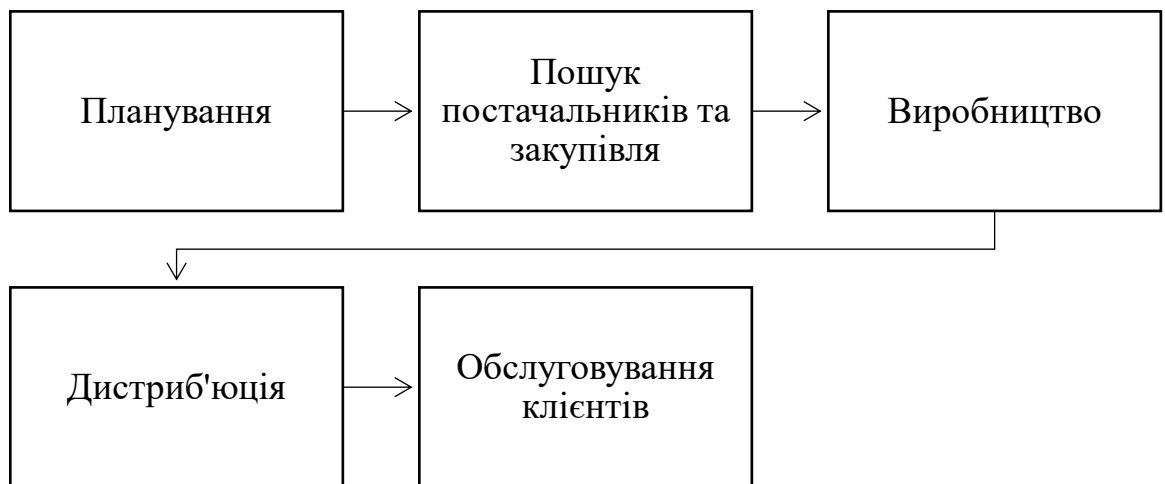 Планування
Пошук
постачальників та
закупівля
Виробництво
Дистриб'юція
Обслуговування
клієнтів